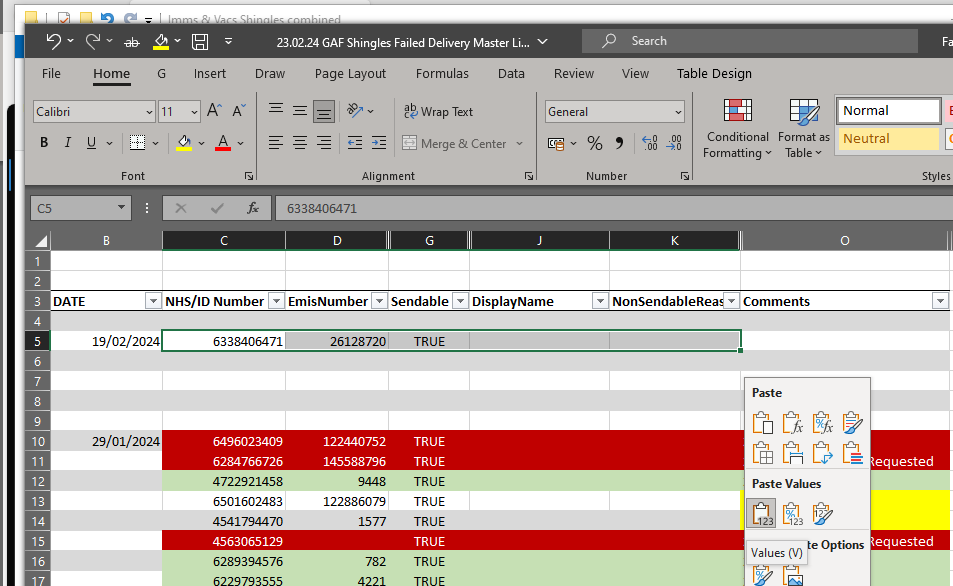 Imms & Vacs Shingles combined
ab 23.02.24 GAF Shingles Failed Delivery Master Li... Search Fa
File Home G Insert Draw Page Layout Formulas Data Review View Table Design
Calibri 11 A A ab Wrap Text General Normal
B I U A Merge & Center % , .00 .00 Conditional Formatting Format as Table Neutral
Font Alignment Number Styles
C5 fx 6338406471
B C D G J K O
1
2
3 DATE NHS/ID Number EmisNumber Sendable DisplayName NonSendableReas Comments
4
5 19/02/2024 6338406471 26128720 TRUE
6
7
8 Paste
9
10 29/01/2024 6496023409 122440752 TRUE
11 6284766726 145588796 TRUE Requested
12 4722921458 9448 TRUE Paste Values
13 6501602483 122886079 TRUE
14 4541794470 1577 TRUE 123 123
15 4563065129 TRUE te Options Requested
Values (V)
16 6289394576 782 TRUE
17 6229793555 4221 TRUE